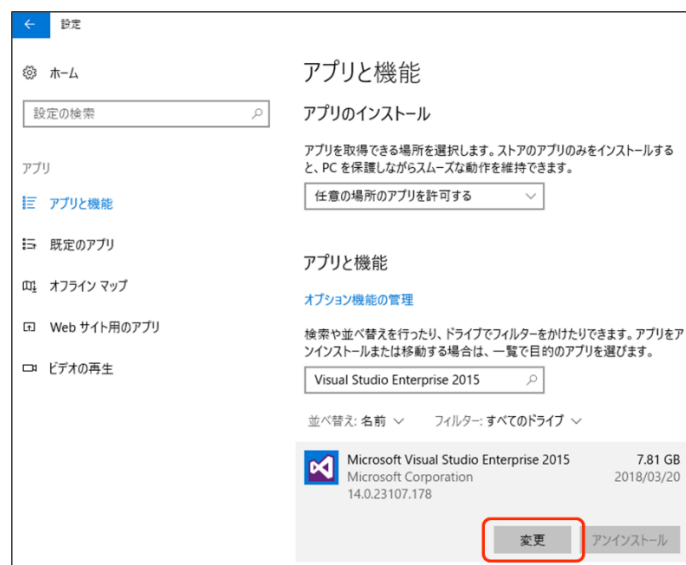 設定
ホーム
設定の検索
アプリ
アプリと機能
既定のアプリ
オフライン マップ
Web サイト用のアプリ
ビデオの再生
アプリと機能
アプリのインストール
アプリを取得できる場所を選択します。ストアのアプリのみをインストールする
と、PC を保護しながらスムーズな動作を維持できます。
任意の場所のアプリを許可する
アプリと機能
オプション機能の管理
検索や並べ替えを行ったり、ドライブでフィルターをかけたりできます。アプリをア
ンインストールまたは移動する場合は、一覧で目的のアプリを選びます。
Visual Studio Enterprise 2015
並べ替え: 名前 フィルター: すべてのドライブ
Microsoft Visual Studio Enterprise 2015 7.81 GB
Microsoft Corporation 2018/03/20
14.0.23107.178
変更 アンインストール